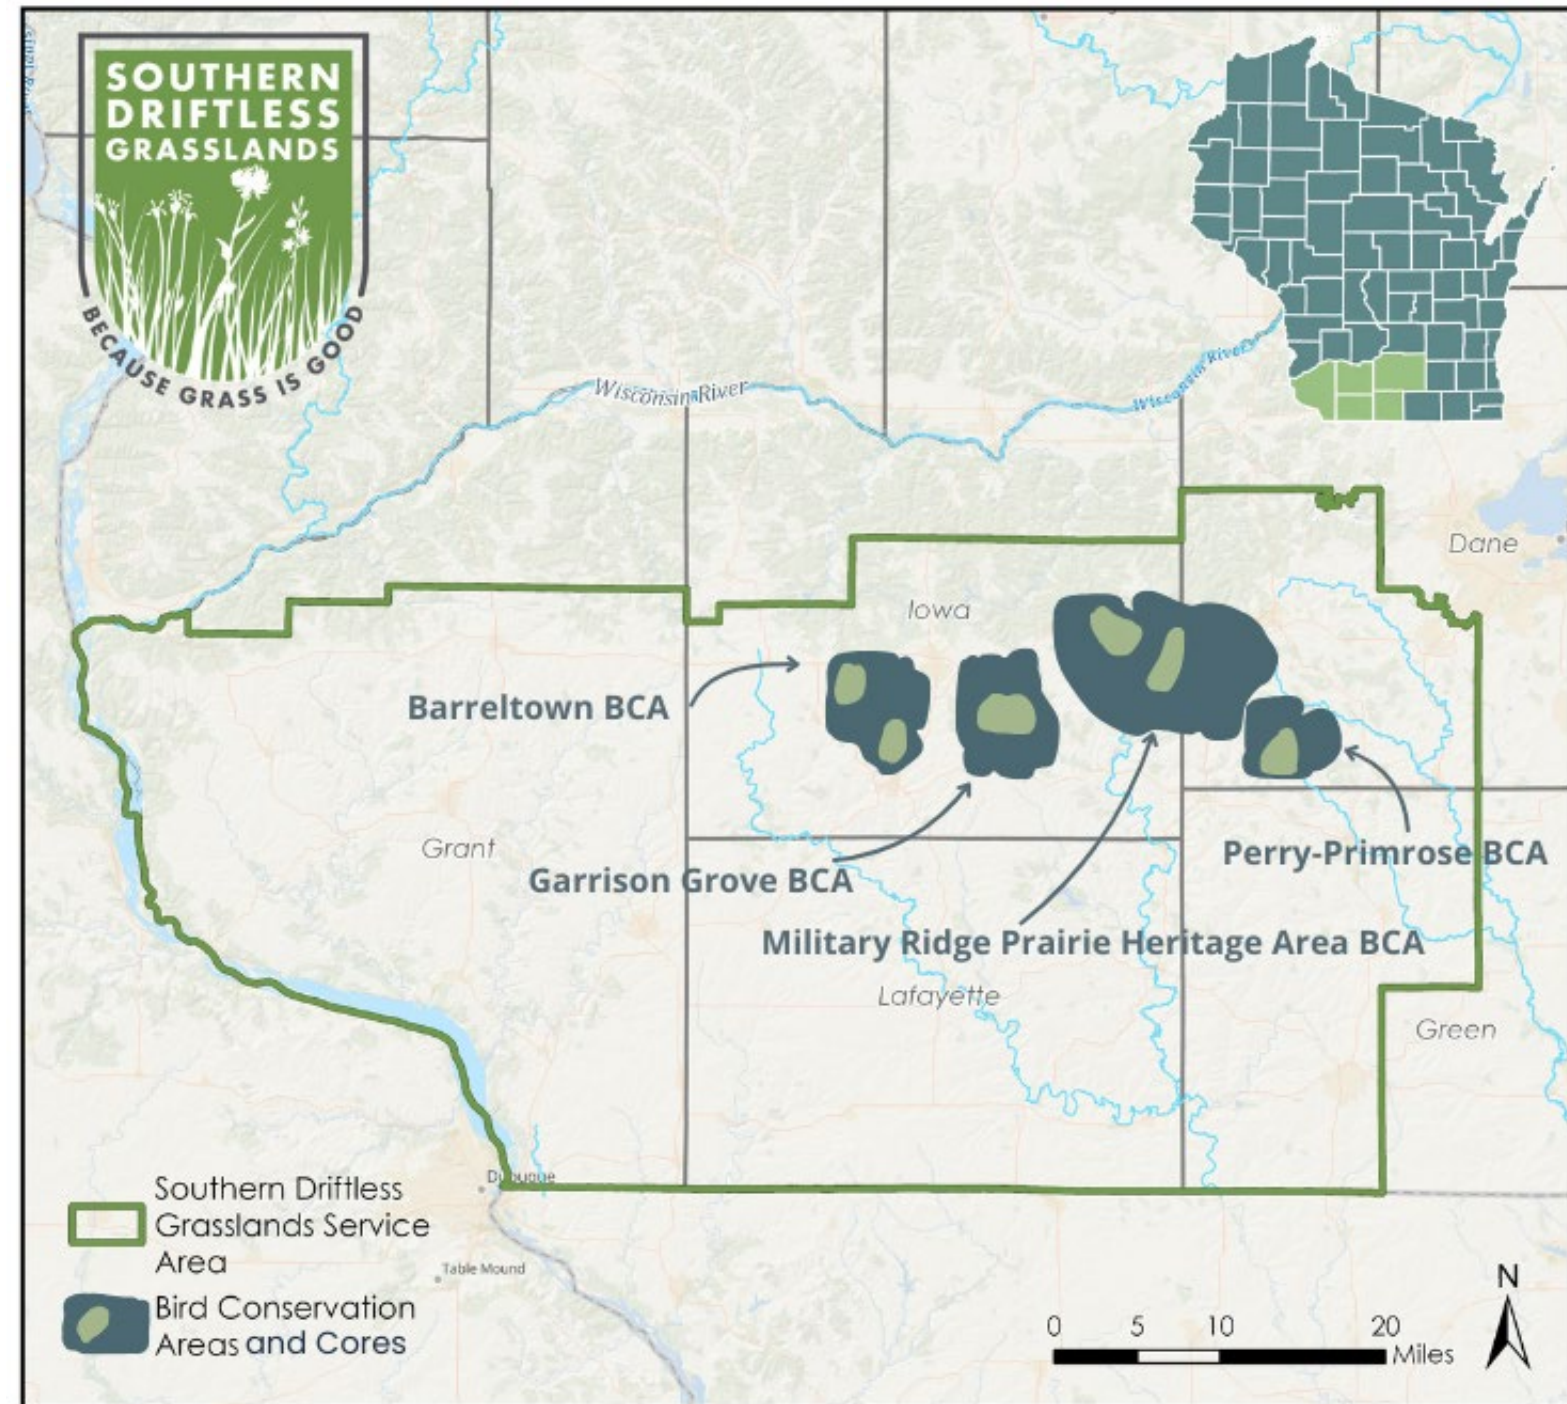 SOUTHERN
DRIFTLESS
GRASSLANDS
BECAUSE GRASS IS GOOD
Wisconsin River
Wisconsin River
Dane
Iowa
Barreltown BCA
Grant
Garrison Grove BCA
Perry-Primrose BCA
Military Ridge Prairie Heritage Area BCA
Lafayette
Green
Dubuque
Table Mound
Southern Driftless
Grasslands Service
Area
Bird Conservation
Areas and Cores
N
0 5 10 20
Miles